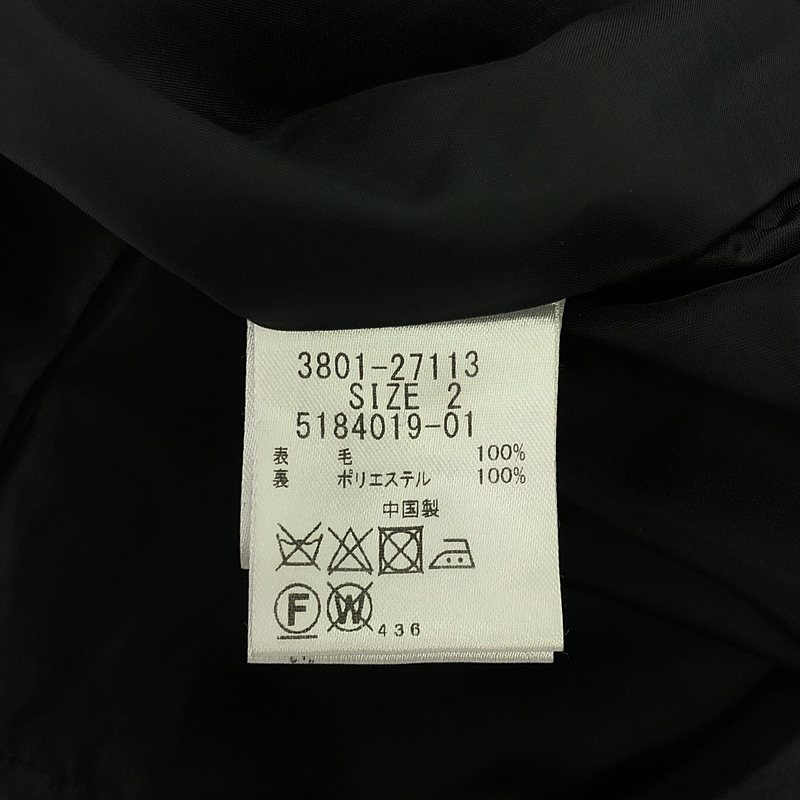 3801-27113
SIZE 2
5184019-01
表 毛 100%
裏 ポリエステル 100%
中国製
F W 436